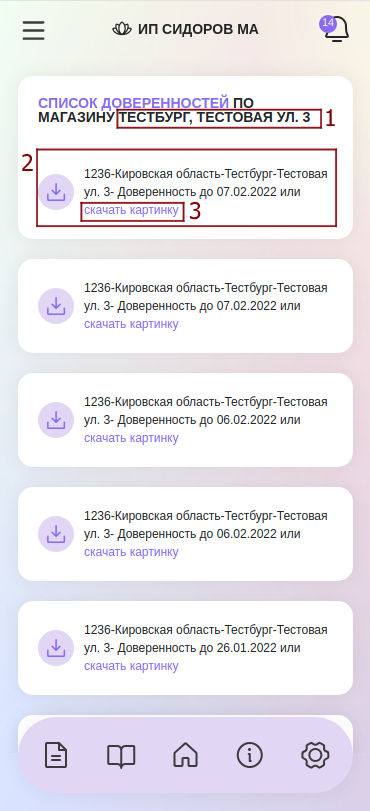 ИП СИДОРОВ МА
14
СПИСОК ДОВЕРЕННОСТЕЙ ПО
МАГАЗИНУ ТЕСТБУРГ, ТЕСТОВАЯ УЛ. 3
1
2
1236-Кировская область-Тестбург-Тестовая
ул. 3- Доверенность до 07.02.2022 или
скачать картинку
3
1236-Кировская область-Тестбург-Тестовая
ул. 3- Доверенность до 07.02.2022 или
скачать картинку
1236-Кировская область-Тестбург-Тестовая
ул. 3- Доверенность до 06.02.2022 или
скачать картинку
1236-Кировская область-Тестбург-Тестовая
ул. 3- Доверенность до 06.02.2022 или
скачать картинку
1236-Кировская область-Тестбург-Тестовая
ул. 3- Доверенность до 26.01.2022 или
скачать картинку